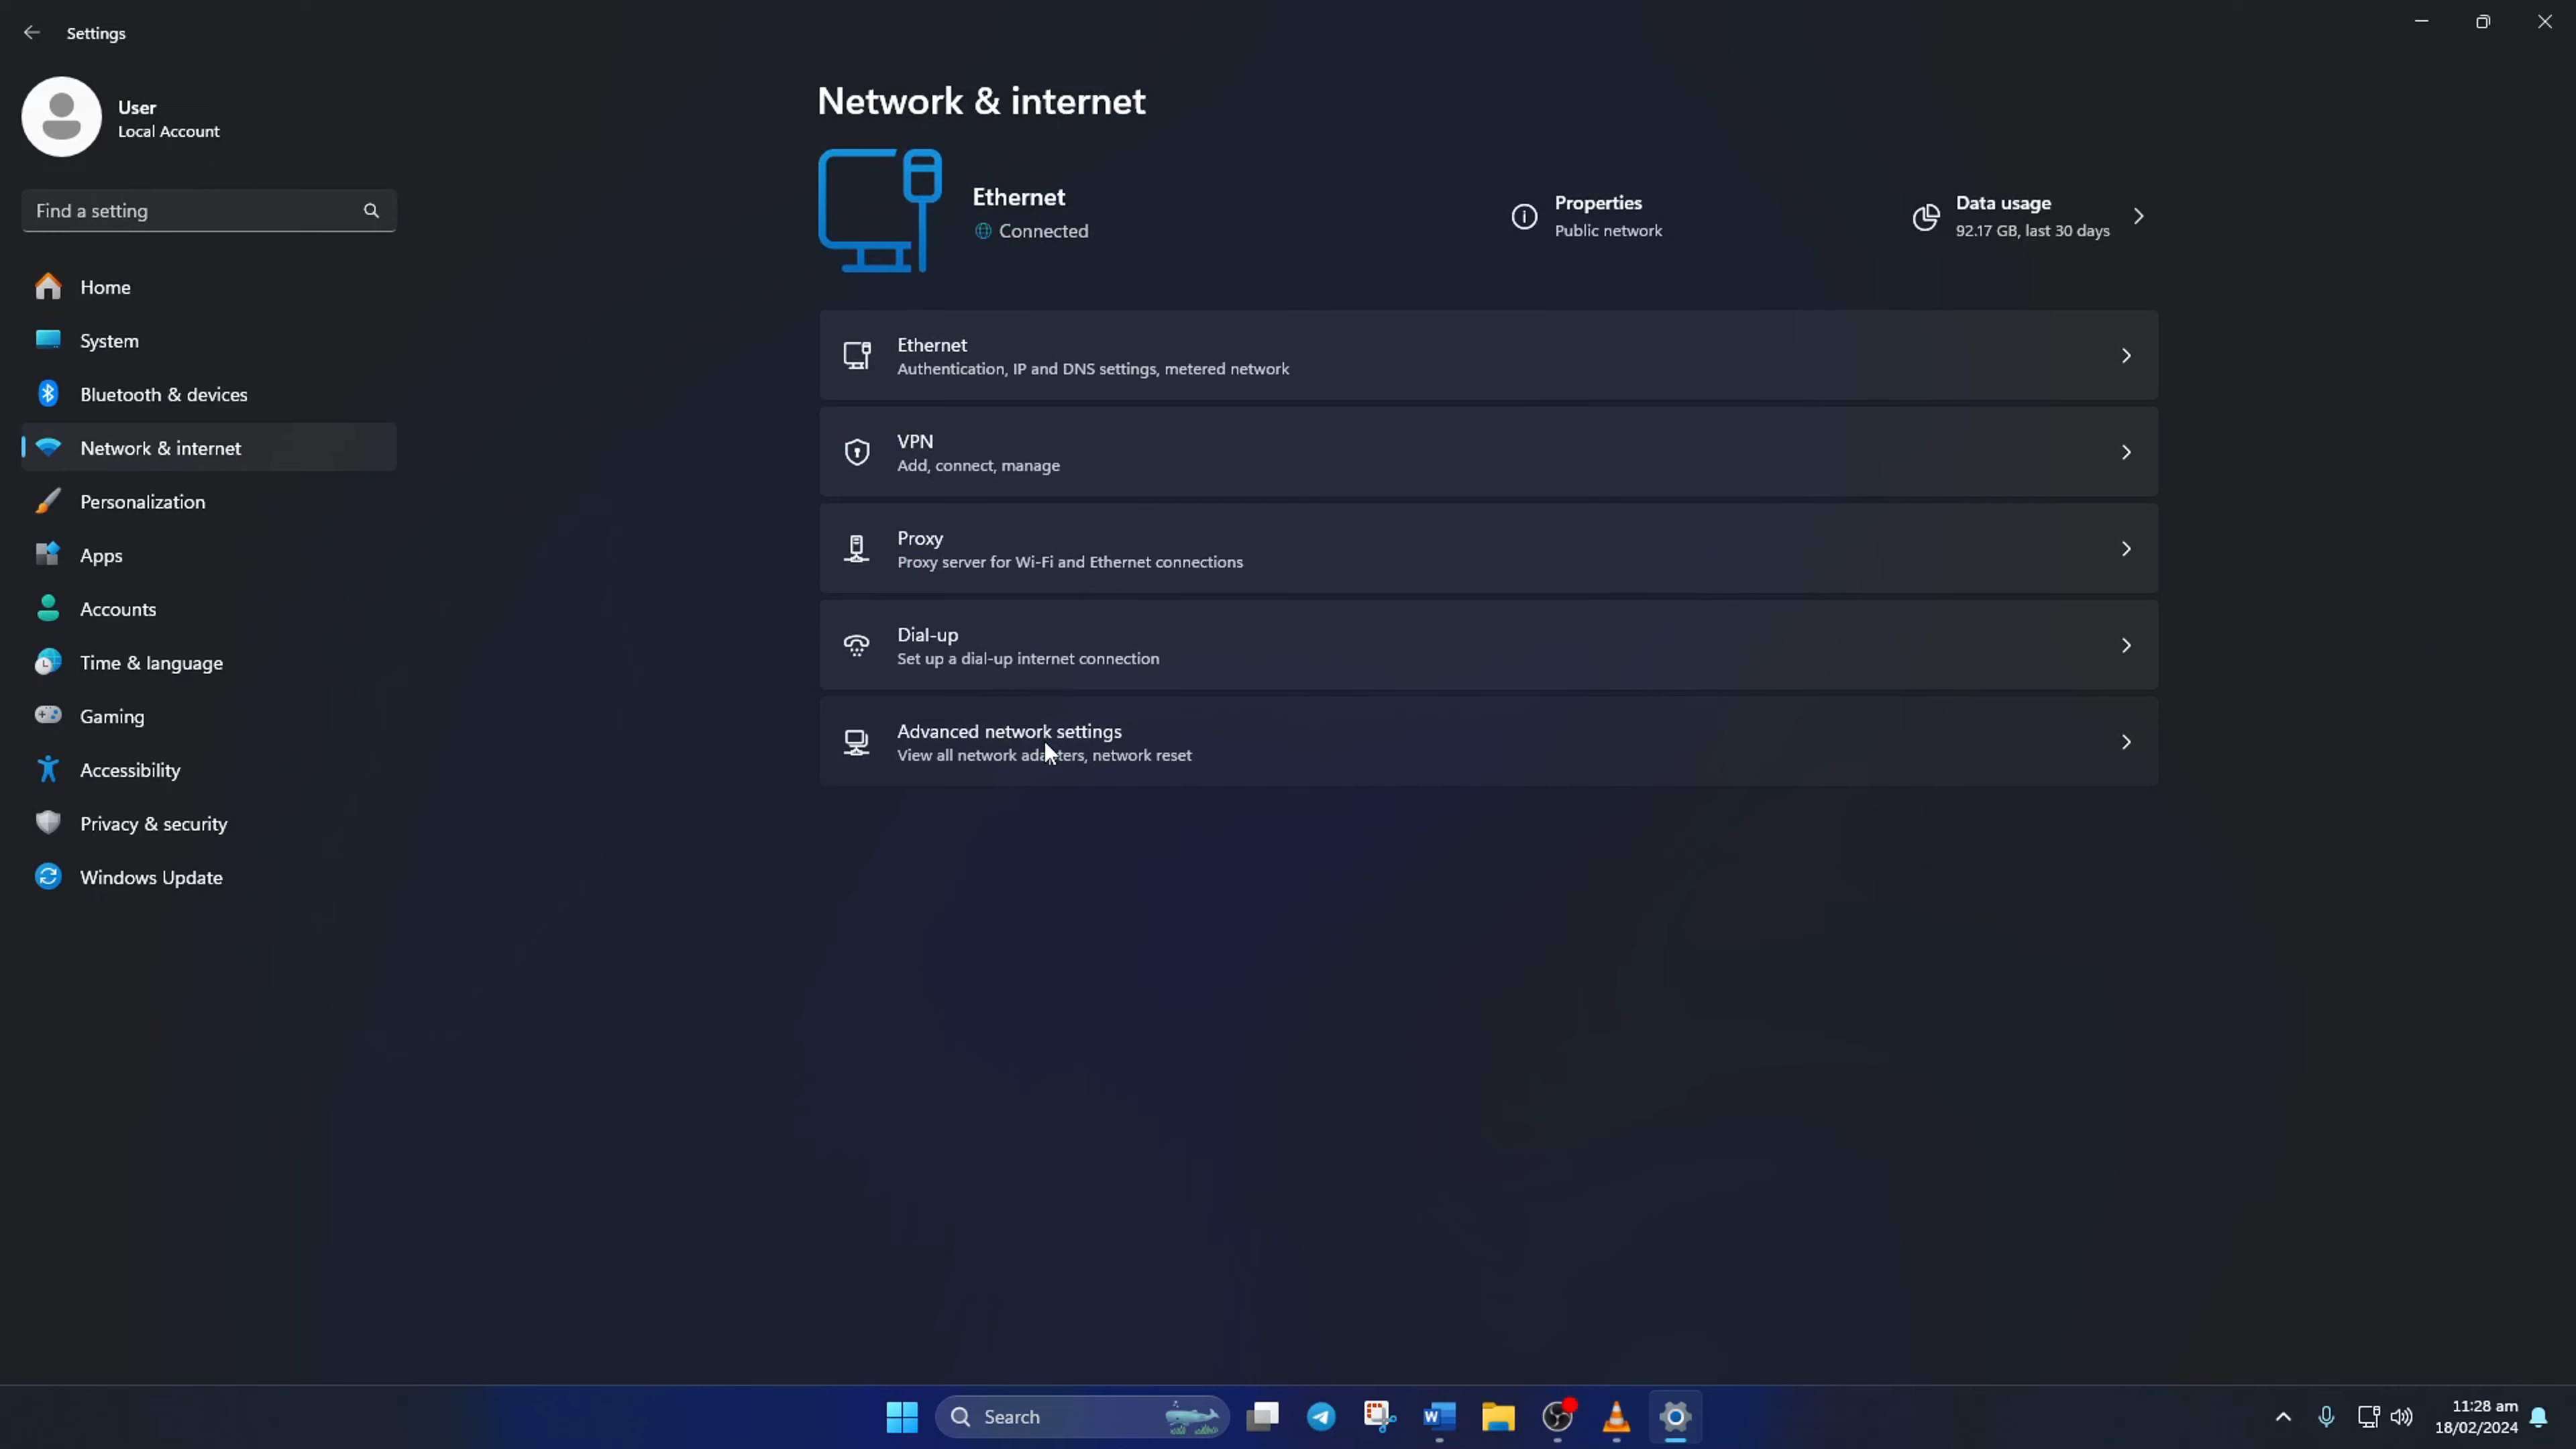 Settings
User
Local Account
Find a setting
Home
System
Bluetooth & devices
Network & internet
Personalization
Apps
Accounts
Time & language
Gaming
Accessibility
Privacy & security
Windows Update
Network & internet
Ethernet
Connected
Properties
Public network
Data usage
92.17 GB, last 30 days
Ethernet
Authentication, IP and DNS settings, metered network
VPN
Add, connect, manage
Proxy
Proxy server for Wi-Fi and Ethernet connections
Dial-up
Set up a dial-up internet connection
Advanced network settings
View all network adapters, network reset
Search
11:28 am
18/02/2024